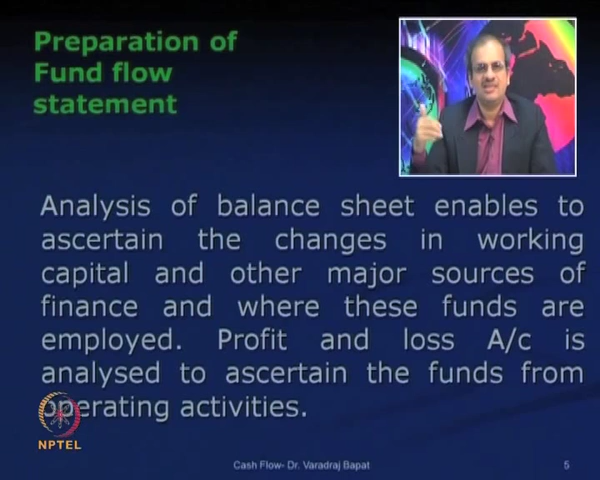 Preparation of
Fund flow
statement
Analysis of balance sheet enables to
ascertain the changes in working
capital and other major sources of
finance and where these funds are
employed. Profit and loss A/c is
analysed to ascertain the funds from
operating activities.
NPTEL
Cash Flow- Dr. Varadraj Bapat
5